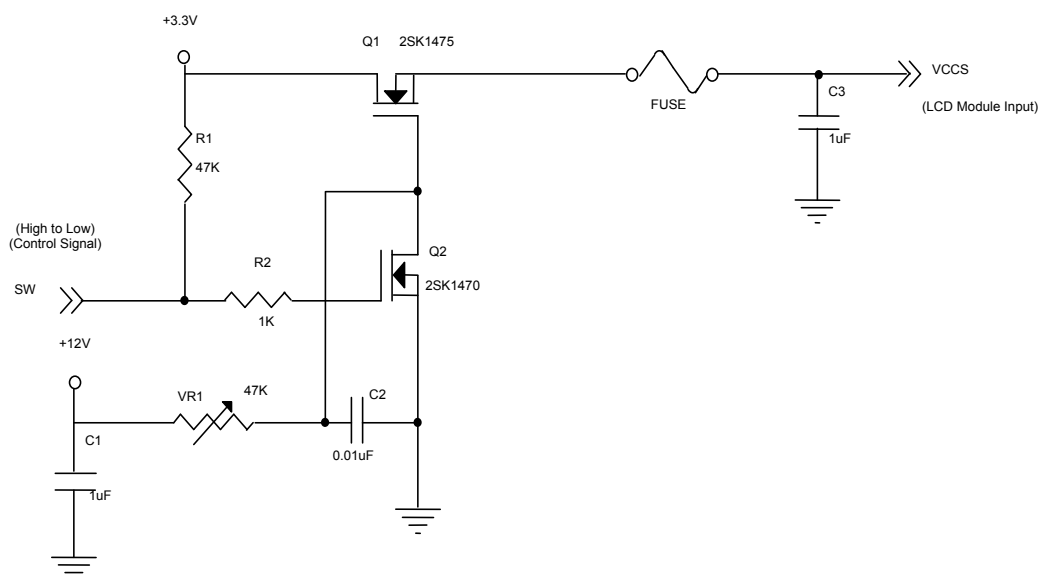 +3.3V
Q1 2SK1475
FUSE
VCCS
(LCD Module Input)
C3
1uF
R1
47K
(High to Low)
(Control Signal)
SW
R2
1K
Q2
2SK1470
+12V
VR1
47K
C2
0.01uF
C1
1uF